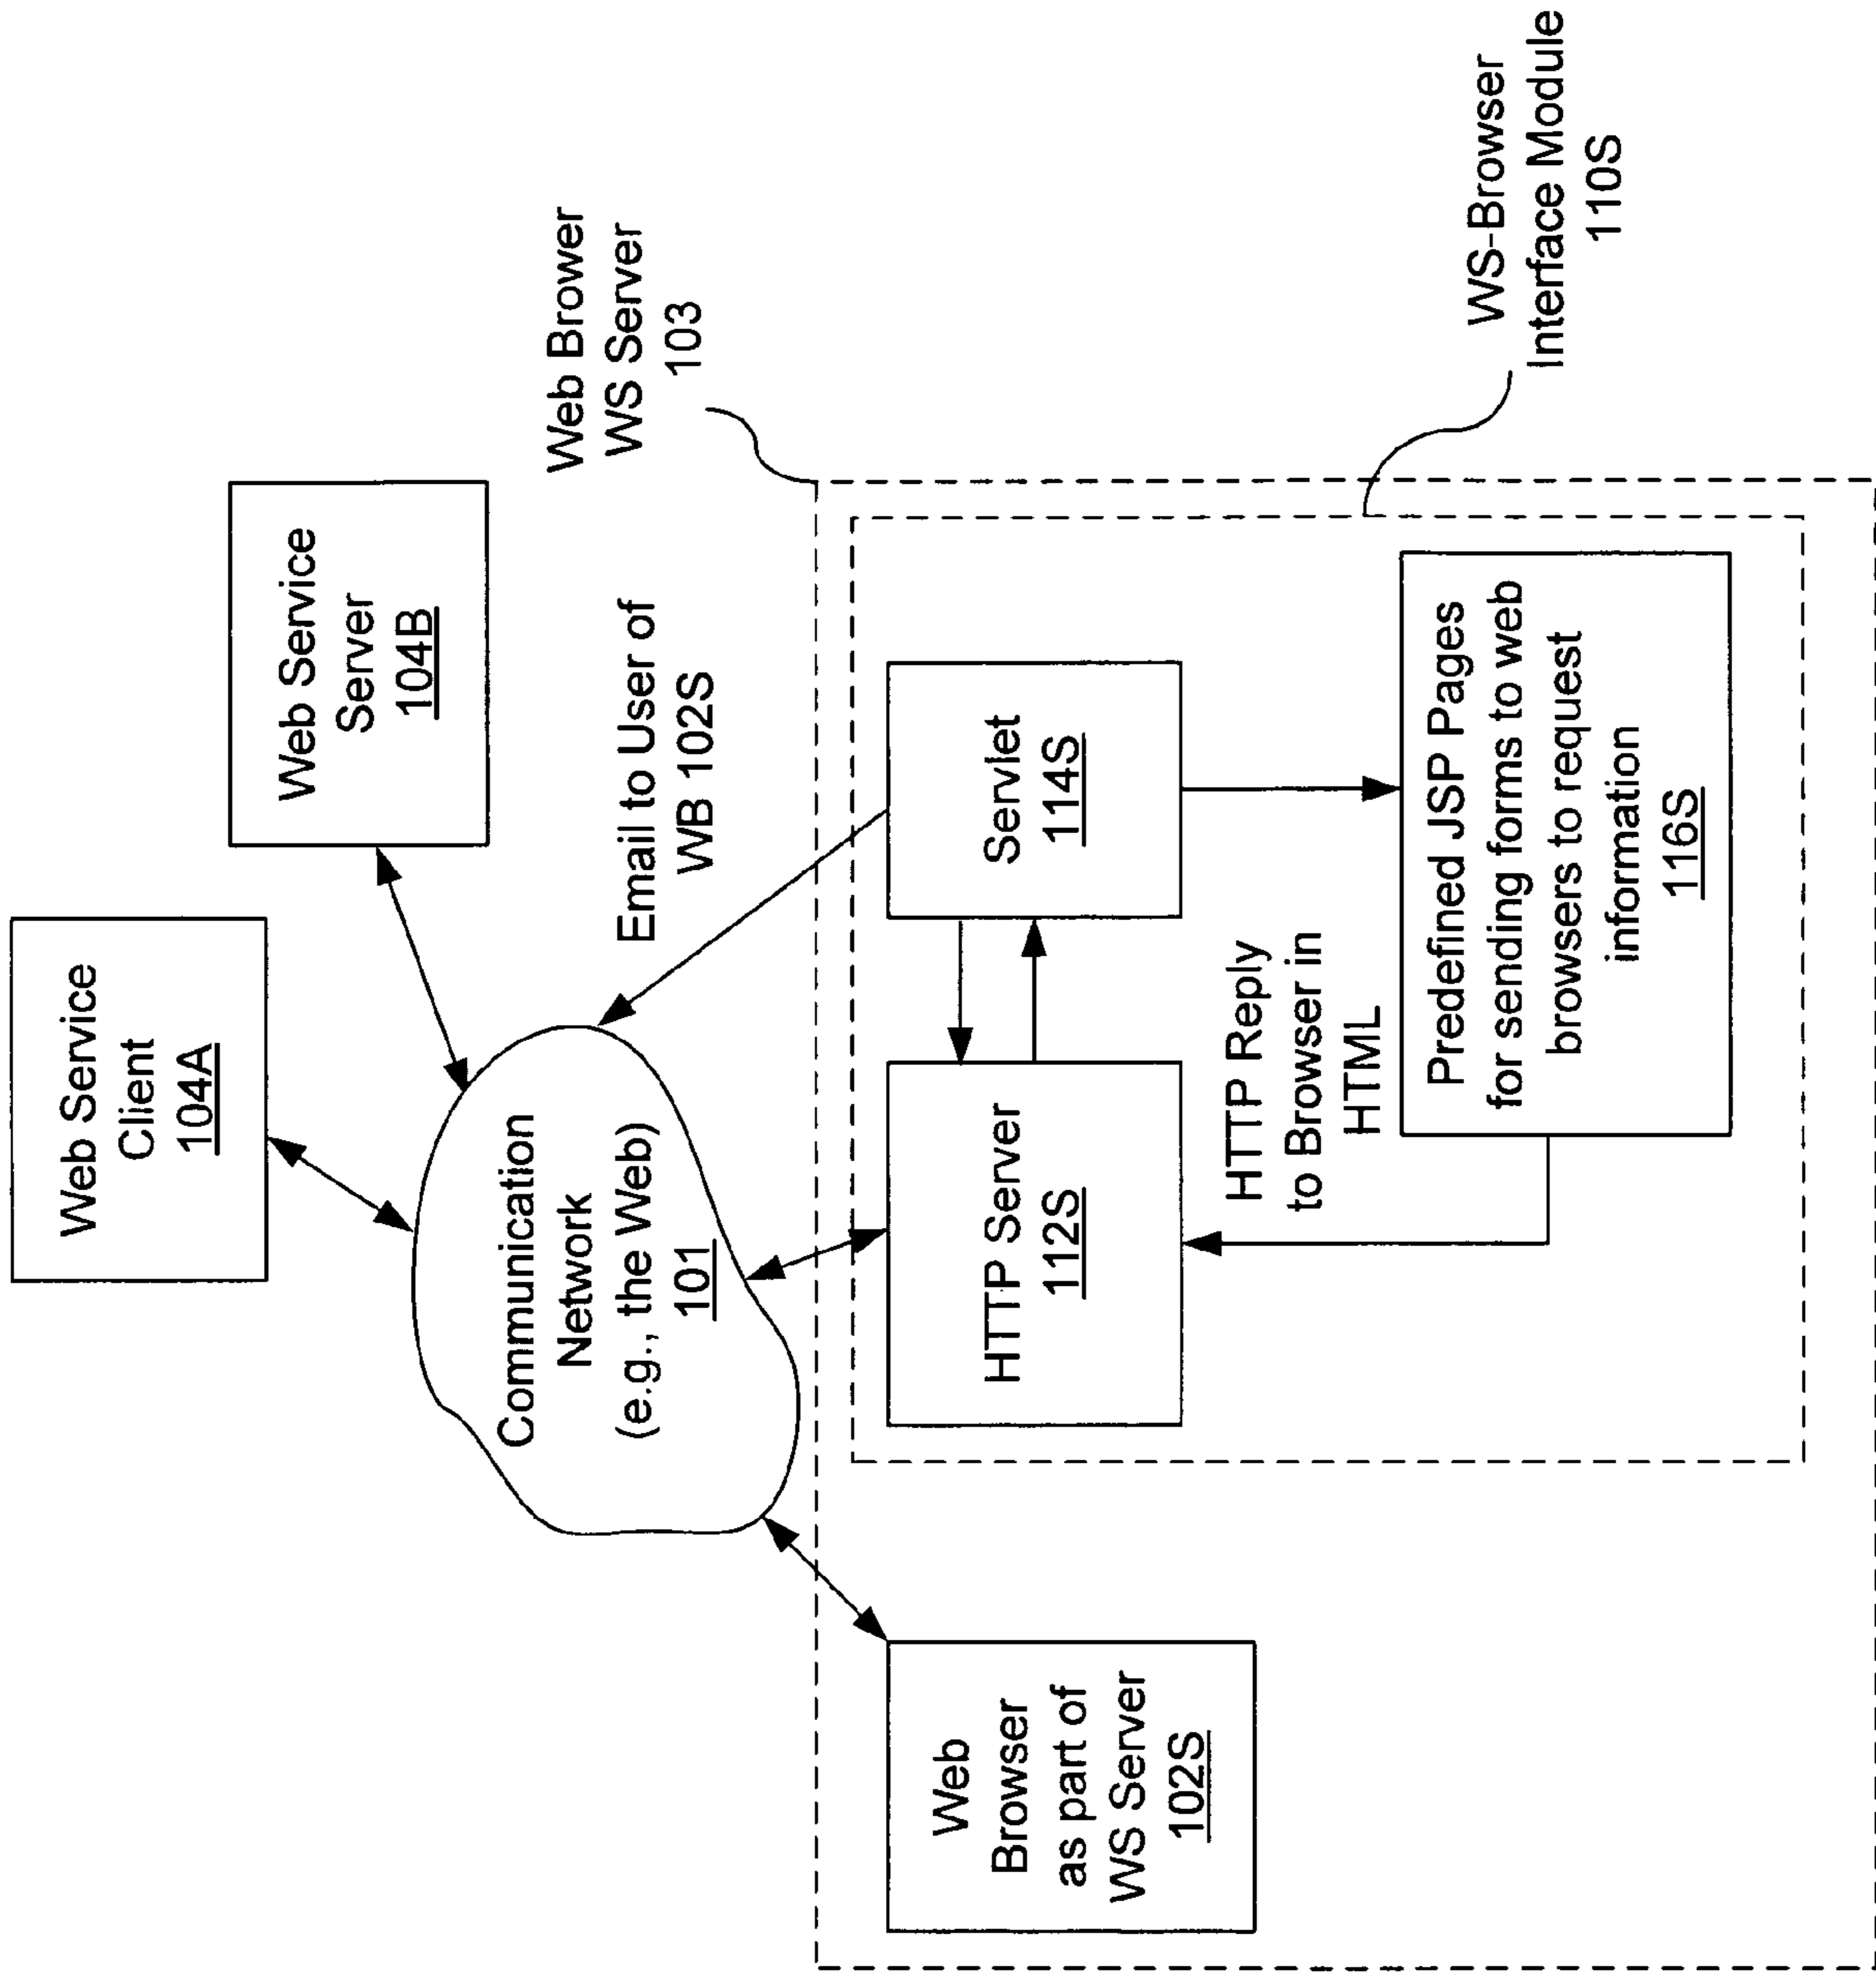 Web Service
Client
104A
Web Service
Server
104B
Communication
Network
(e.g., the Web)
101
Email to User of
WB 102S
Web Brower
WS Server
103
Web
Browser
as part of
WS Server
102S
HTTP Server
112S
Servlet
114S
HTTP Reply
to Browser in
HTML
Predefined JSP Pages
for sending forms to web
browsers to request
information
116S
WS-Browser
Interface Module
110S